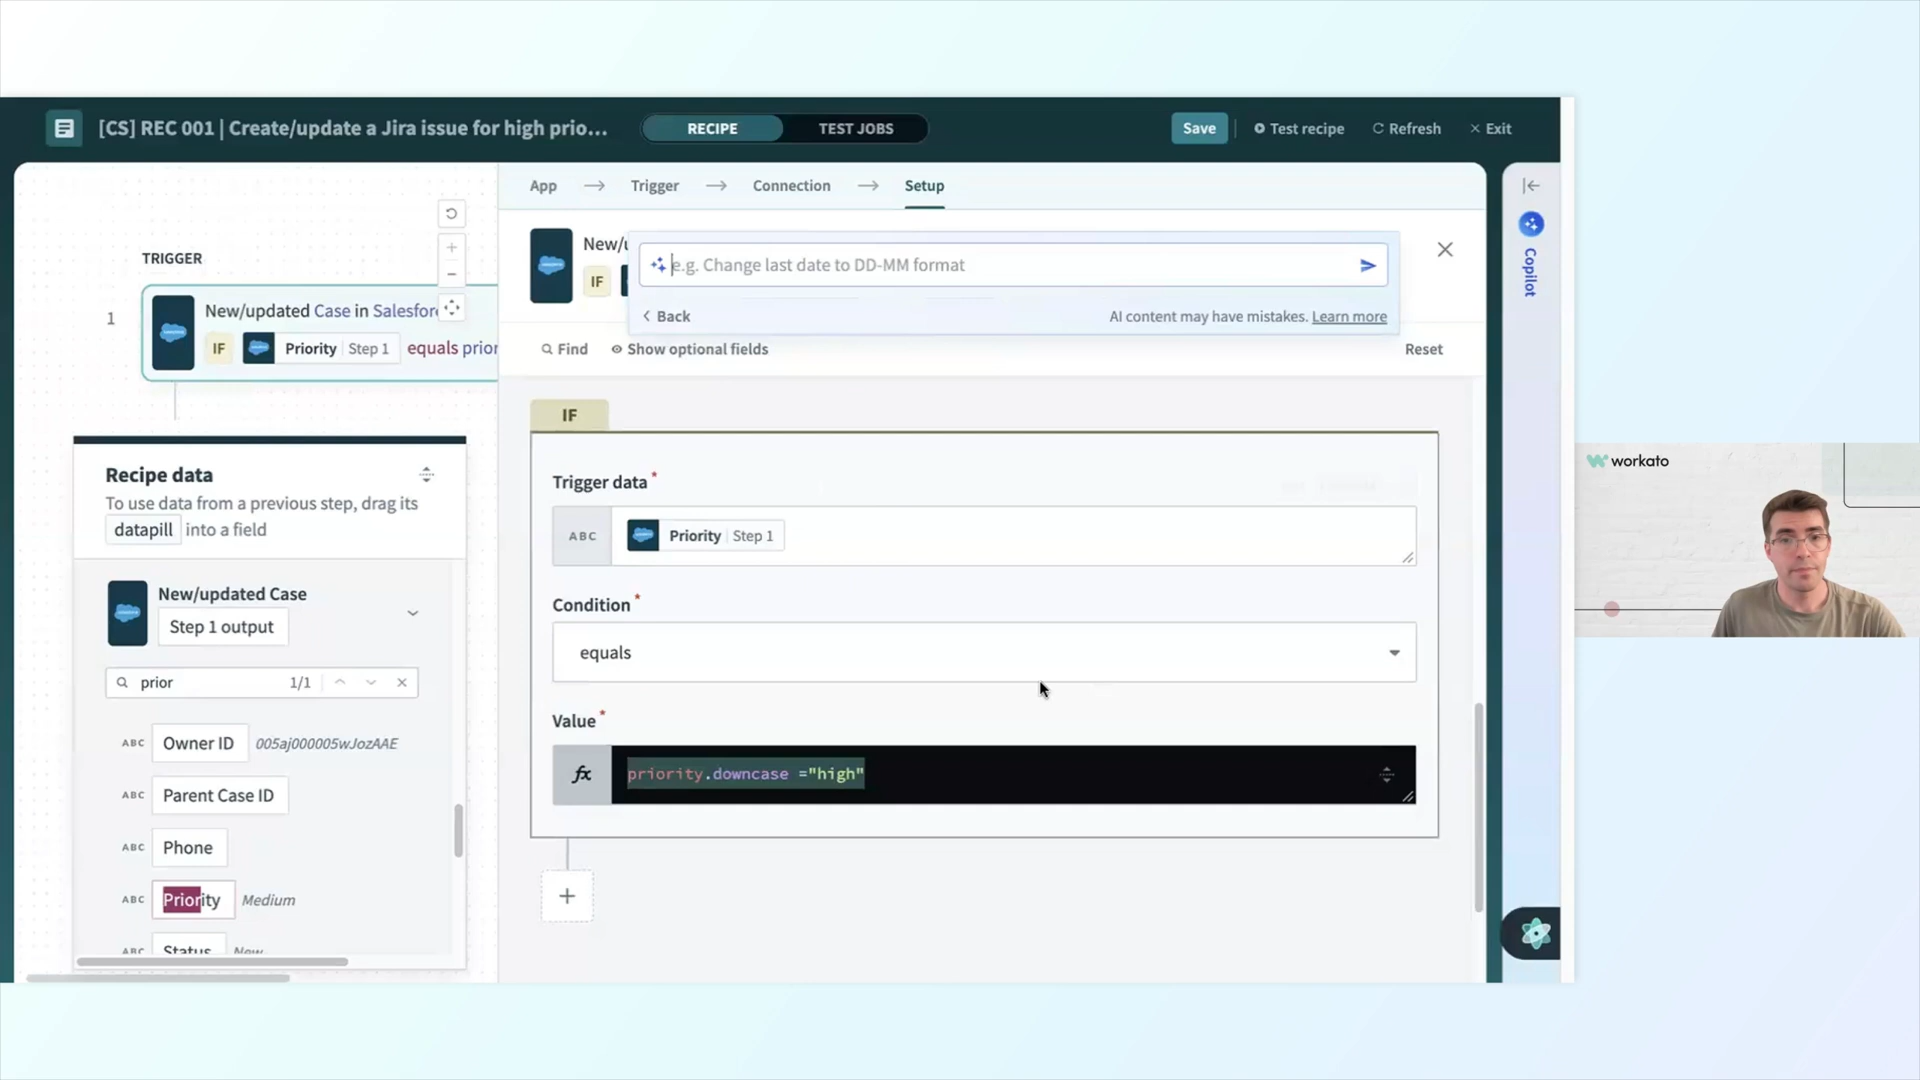 [CS] REC 001 | Create/update a Jira issue for high prio...
RECIPE
TEST JOBS
Save
Test recipe
Refresh
Exit
App
Trigger
Connection
Setup
TRIGGER
1
New/updated Case in Salesfor
IF
Priority Step 1
equals prior
New/u
IF
e.g. Change last date to DD-MM format
Back
AI content may have mistakes. Learn more
Find
Show optional fields
Reset
Copilot
IF
Trigger data *
ABC
Priority Step 1
Condition *
equals
Value *
fx
priority.downcase ="high"
Recipe data
To use data from a previous step, drag its
datapill into a field
New/updated Case
Step 1 output
prior
1/1
ABC Owner ID 005aj000005wJozAAE
ABC Parent Case ID
ABC Phone
ABC Priority Medium
ABC Status New
workato